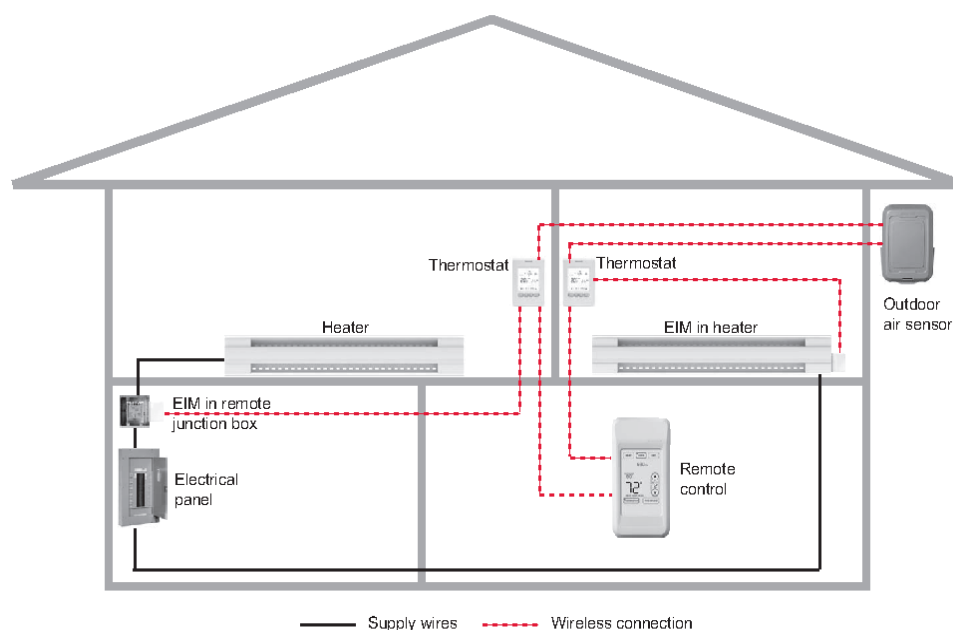 Thermostat
Thermostat
Outdoor
air sensor
Heater
EIM in heater
EIM in remote
junction box
Electrical
panel
72°
Remote
control
Supply wires
Wireless connection